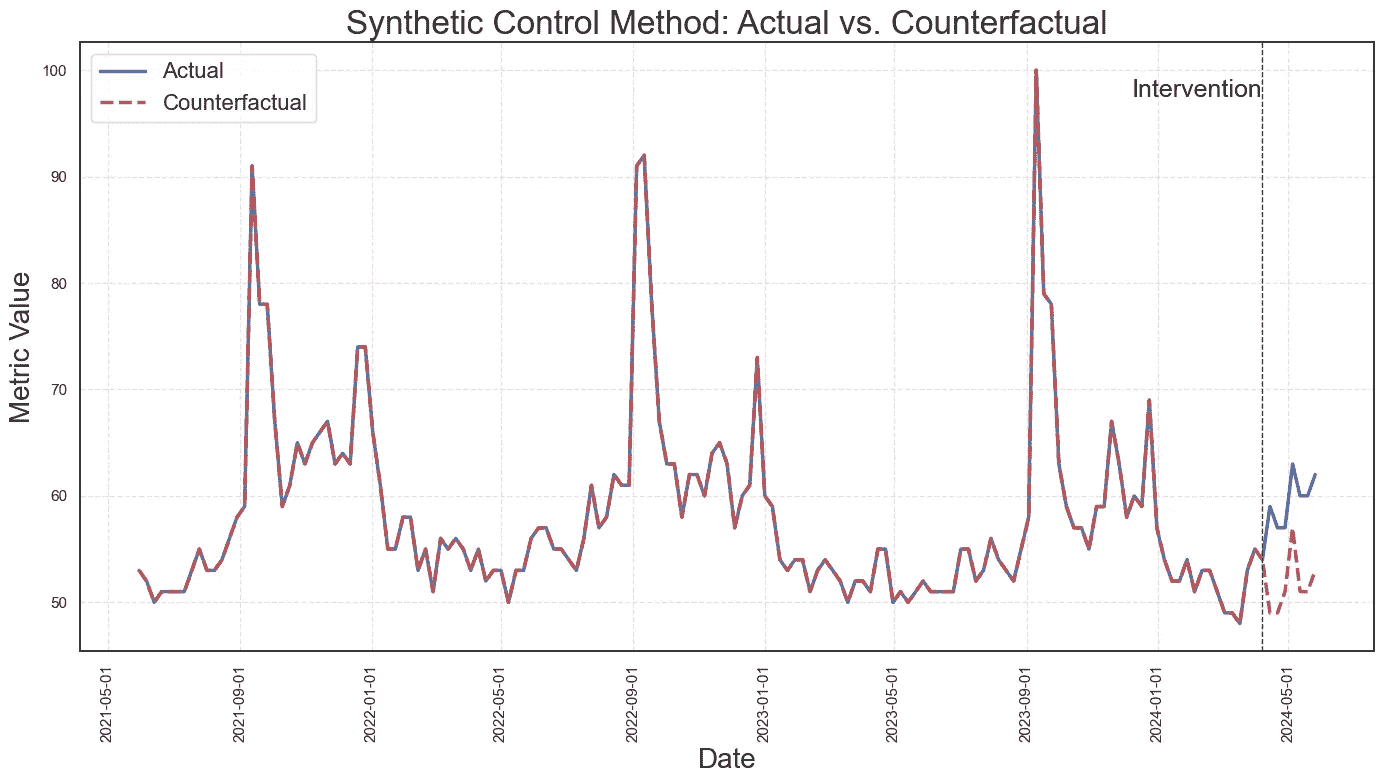 Synthetic Control Method: Actual vs. Counterfactual
Actual
Counterfactual
Intervention
Metric Value
100
90
80
70
60
50
2021-05-01
2021-09-01
2022-01-01
2022-05-01
2022-09-01
2023-01-01
2023-05-01
2023-09-01
2024-01-01
2024-05-01
Date